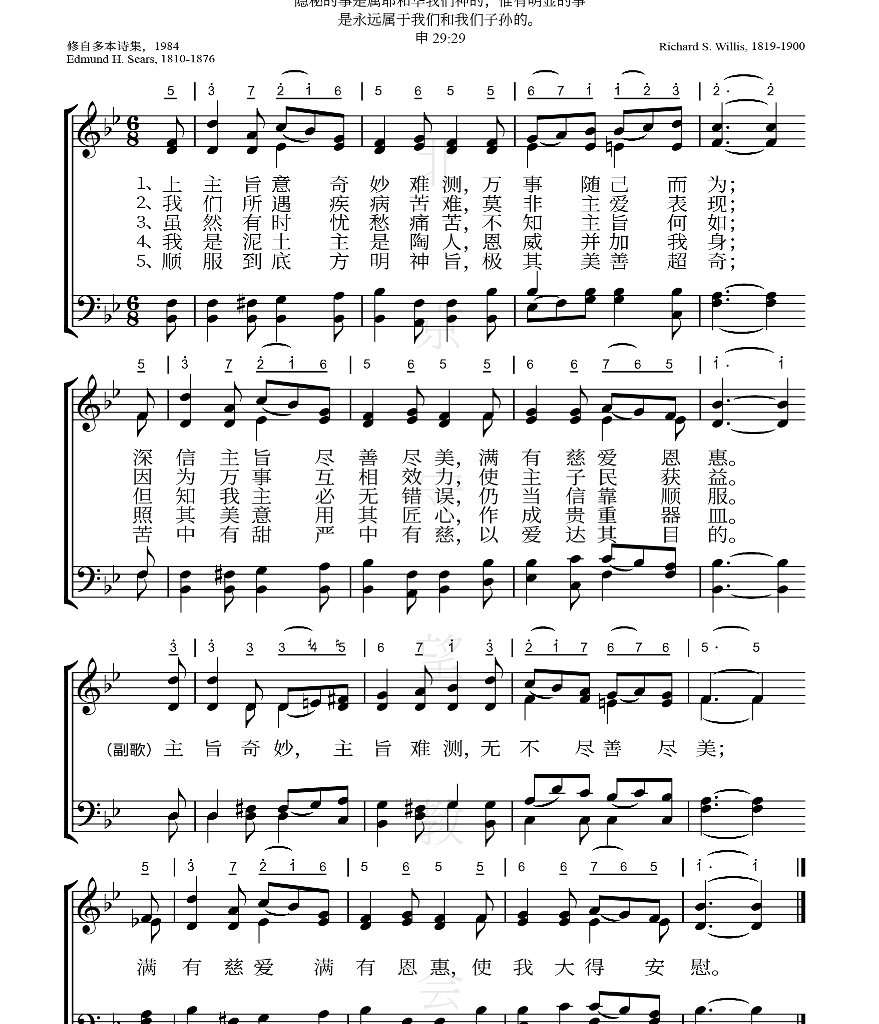 隐秘的事是属耶和华我们神的，惟有明显的事
是永远属于我们和我们子孙的。
申 29:29
修自多本诗集，1984
Edmund H. Sears, 1810-1876
Richard S. Willis, 1819-1900
5 3 7 2 1 6 5 6 5 5 6 7 1 1 2 3 2 · 2
1、上主旨意奇妙难测，万事随己而为；
2、我们所遇疾病苦难，莫非主爱表现；
3、虽然有时忧愁痛苦，不知主旨何如；
4、我是泥土主是陶人，恩威并加我身；
5、顺服到底方明神旨，极其美善超奇；
5 3 7 2 1 6 5 6 5 5 6 6 7 6 5 1 · 1
深信主旨尽善尽美，满有慈爱恩惠。
因为万事互相效力，使主子民获益。
但知我主必无错误，仍当信靠顺服。
照其美意用其匠心，作成贵重器皿。
苦中有甜严中有慈，以爱达其目的。
3 3 3 3 4 5 6 7 1 3 2 1 7 6 7 6 5 · 5
（副歌）主旨奇妙，主旨难测，无不尽善尽美；
5 3 7 2 1 6 5 6 5 5 6 6 7 6 5 1 · 1
满有慈爱满有恩惠，使我大得安慰。